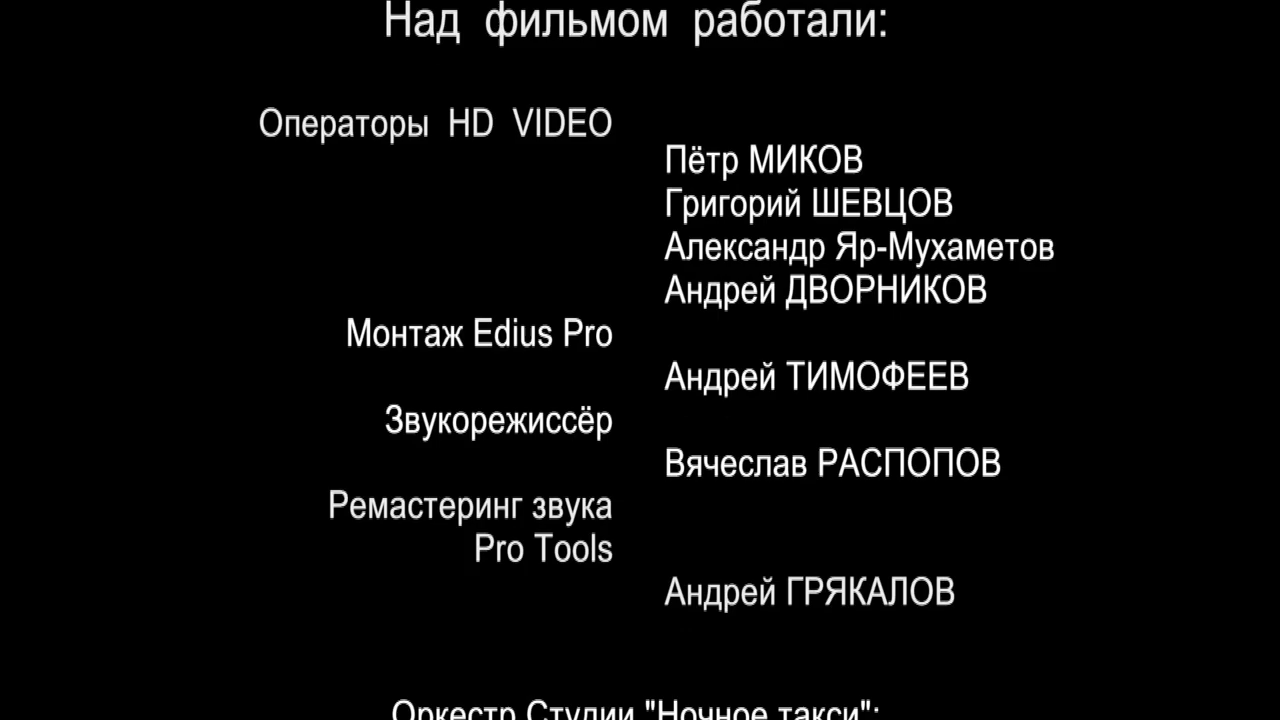 Над фильмом работали:
Операторы HD VIDEO
Пётр МИКОВ
Григорий ШЕВЦОВ
Александр Яр-Мухаметов
Андрей ДВОРНИКОВ
Монтаж Edius Pro
Андрей ТИМОФЕЕВ
Звукорежиссёр
Вячеслав РАСПОПОВ
Ремастеринг звука
Pro Tools
Андрей ГРЯКАЛОВ
Оркестр Студии "Ночное такси":